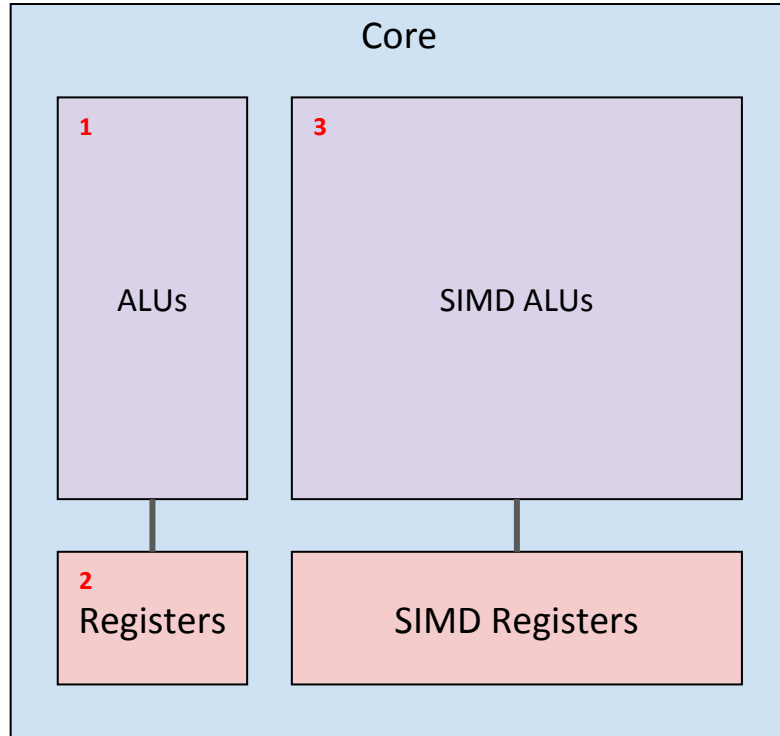 Core
1
ALUs
3
SIMD ALUs
2
Registers
SIMD Registers